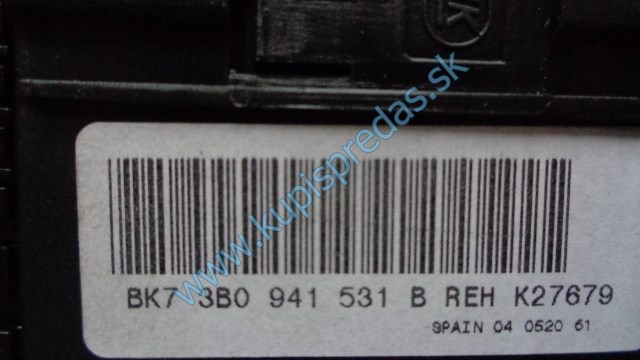 K
www.kupispredas.sk
BK7 3B0 941 531 B REH K27679
SPAIN 04 0520 61